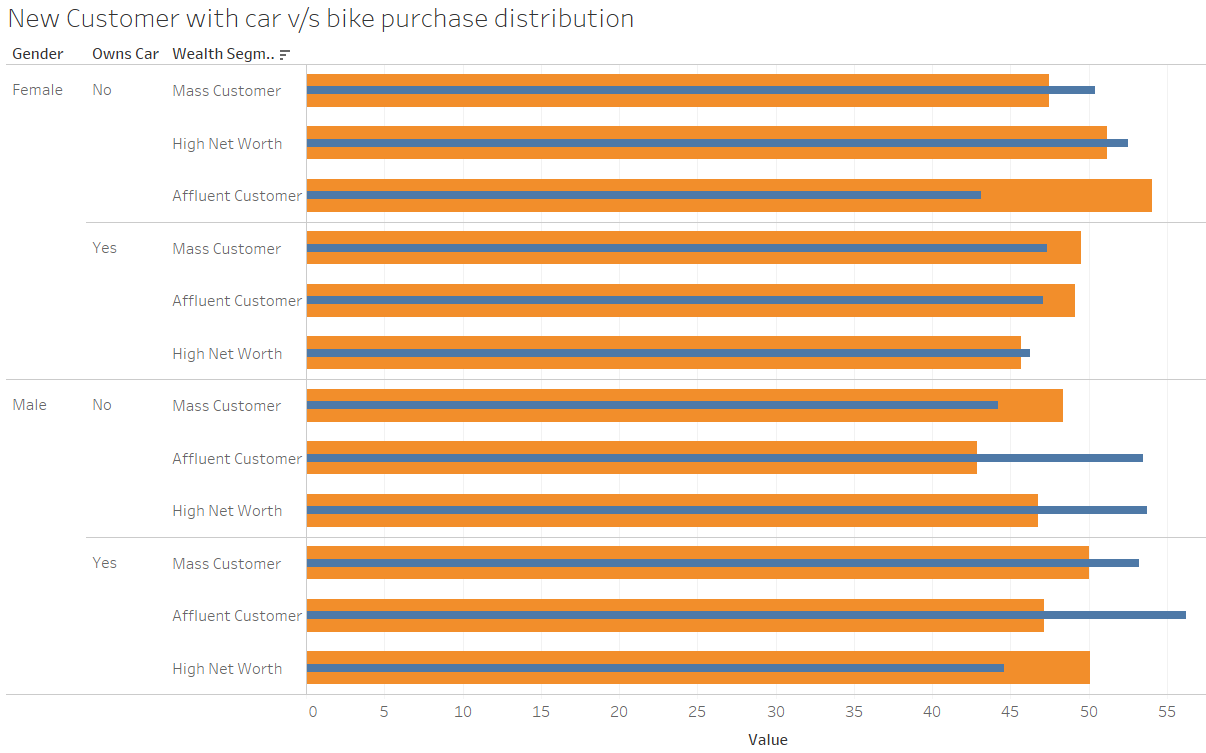 New Customer with car v/s bike purchase distribution
Gender Owns Car Wealth Segm..
Female No Mass Customer
High Net Worth
Affluent Customer
Yes Mass Customer
Affluent Customer
High Net Worth
Male No Mass Customer
Affluent Customer
High Net Worth
Yes Mass Customer
Affluent Customer
High Net Worth
0 5 10 15 20 25 30 35 40 45 50 55
Value